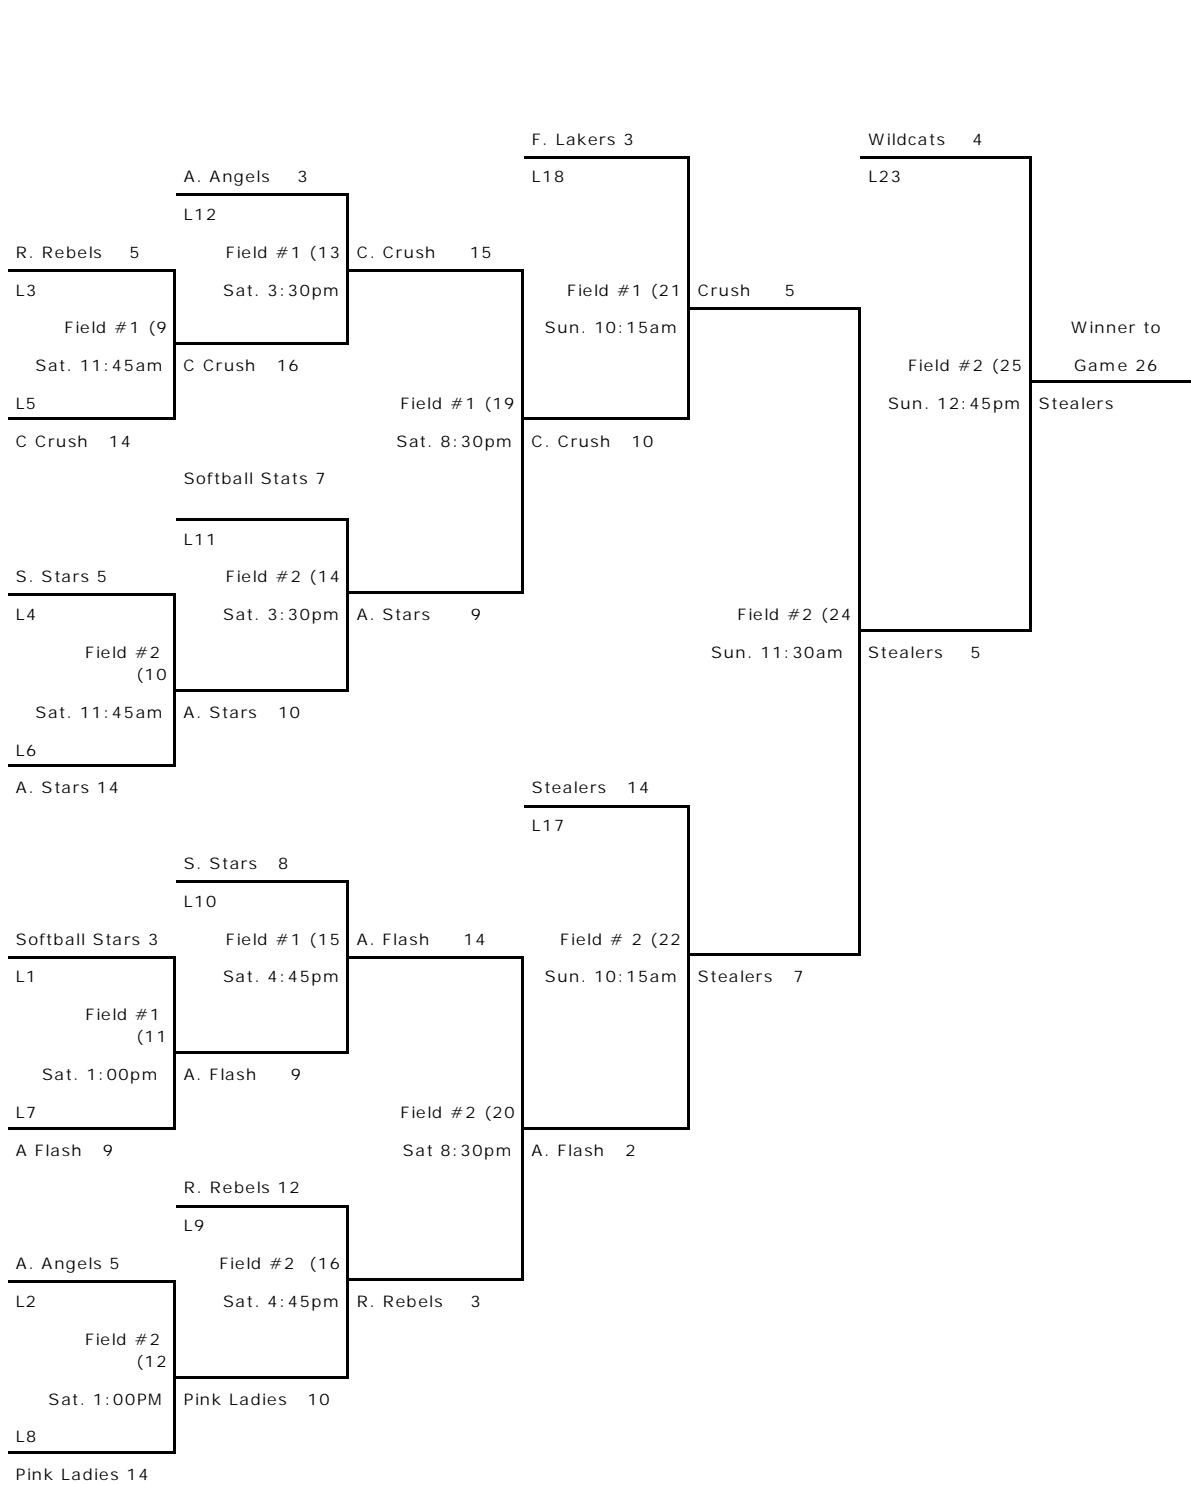 F. Lakers 3
Wildcats 4
A. Angels 3
L18
L23
L12
R. Rebels 5
Field #1 (13
C. Crush 15
L3
Sat. 3:30pm
Field #1 (21
Crush 5
Field #1 (9
Sun. 10:15am
Winner to
Sat. 11:45am
C Crush 16
Field #2 (25
Game 26
L5
Field #1 (19
Sun. 12:45pm
Stealers
C Crush 14
Sat. 8:30pm
C. Crush 10
Softball Stats 7
L11
S. Stars 5
Field #2 (14
L4
Sat. 3:30pm
A. Stars 9
Field #2 (24
Field #2
(10
Sun. 11:30am
Stealers 5
Sat. 11:45am
A. Stars 10
L6
A. Stars 14
Stealers 14
L17
S. Stars 8
L10
Softball Stars 3
Field #1 (15
A. Flash 14
Field # 2 (22
L1
Sat. 4:45pm
Sun. 10:15am
Stealers 7
Field #1
(11
Sat. 1:00pm
A. Flash 9
L7
Field #2 (20
A Flash 9
Sat 8:30pm
A. Flash 2
R. Rebels 12
L9
A. Angels 5
Field #2 (16
L2
Sat. 4:45pm
R. Rebels 3
Field #2
(12
Sat. 1:00PM
Pink Ladies 10
L8
Pink Ladies 14